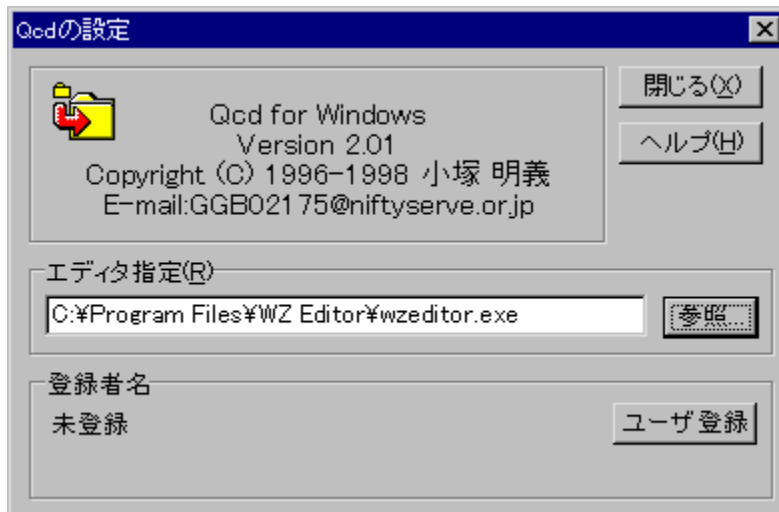 Qcdの設定
Qcd for Windows
Version 2.01
Copyright (C) 1996-1998 小塚 明義
E-mail:GGB02175@niftyserve.or.jp
閉じる(X)
ヘルプ(H)
エディタ指定(R)
C:¥Program Files¥WZ Editor¥wzeditor.exe
参照...
登録者名
未登録
ユーザ登録